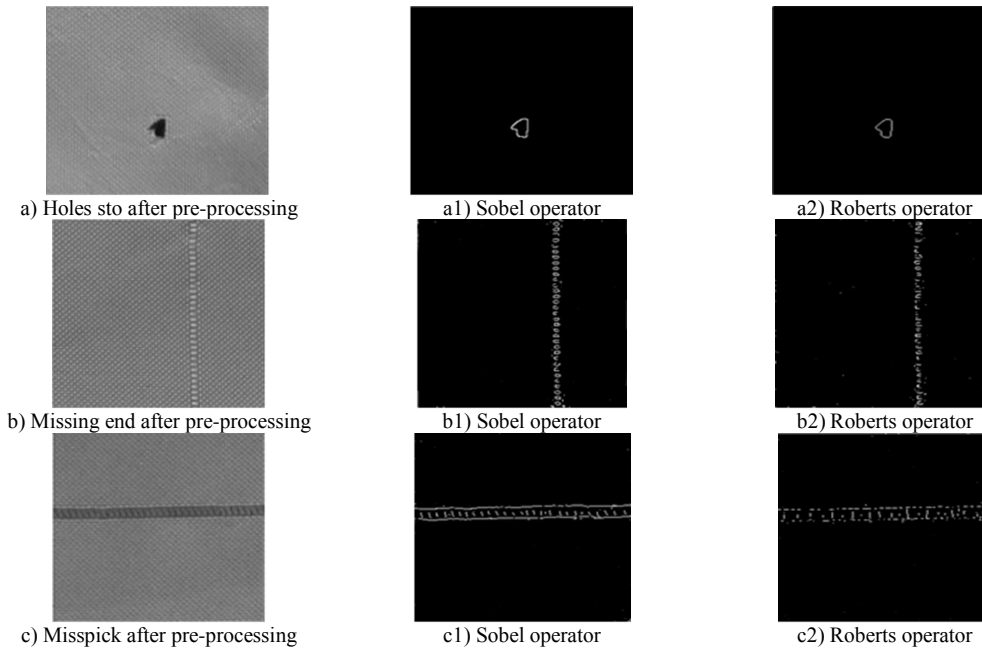 a) Holes sto after pre-processing
a1) Sobel operator
a2) Roberts operator
b) Missing end after pre-processing
b1) Sobel operator
b2) Roberts operator
c) Misspick after pre-processing
c1) Sobel operator
c2) Roberts operator